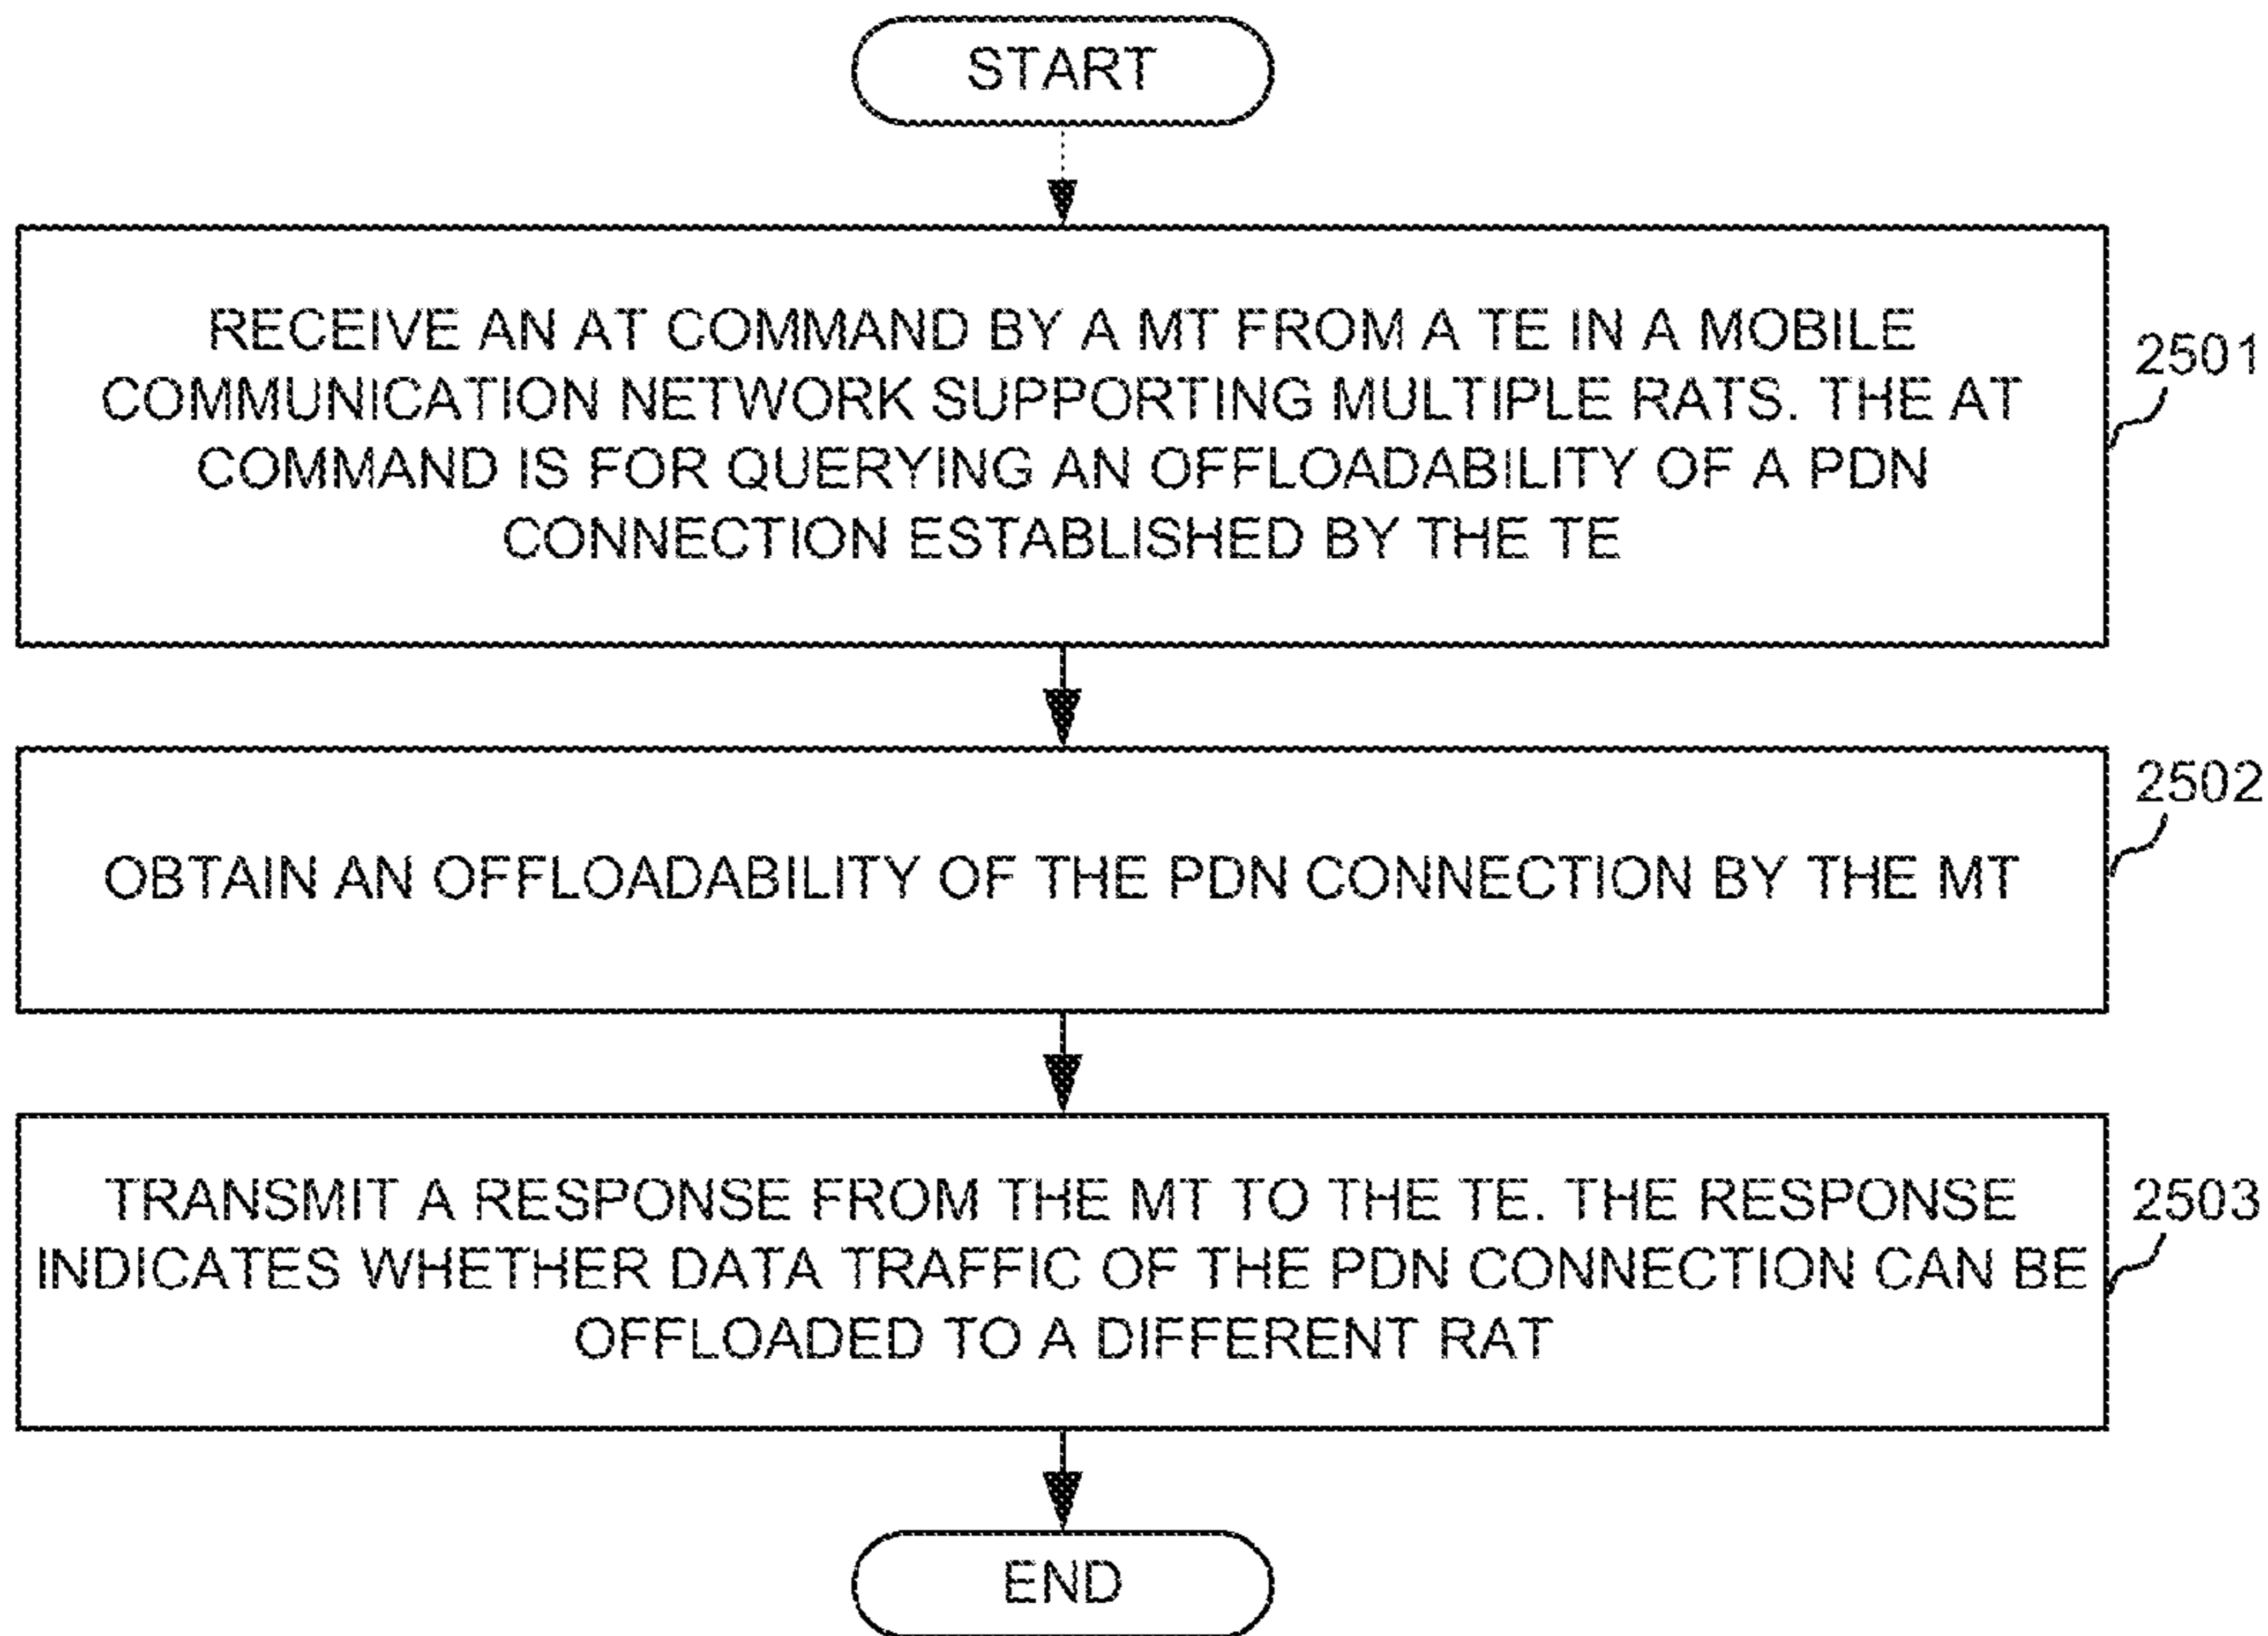 START
RECEIVE AN AT COMMAND BY A MT FROM A TE IN A MOBILE
COMMUNICATION NETWORK SUPPORTING MULTIPLE RATS. THE AT
COMMAND IS FOR QUERYING AN OFFLOADABILITY OF A PDN
CONNECTION ESTABLISHED BY THE TE
2501
OBTAIN AN OFFLOADABILITY OF THE PDN CONNECTION BY THE MT
2502
TRANSMIT A RESPONSE FROM THE MT TO THE TE. THE RESPONSE
INDICATES WHETHER DATA TRAFFIC OF THE PDN CONNECTION CAN BE
OFFLOADED TO A DIFFERENT RAT
2503
END